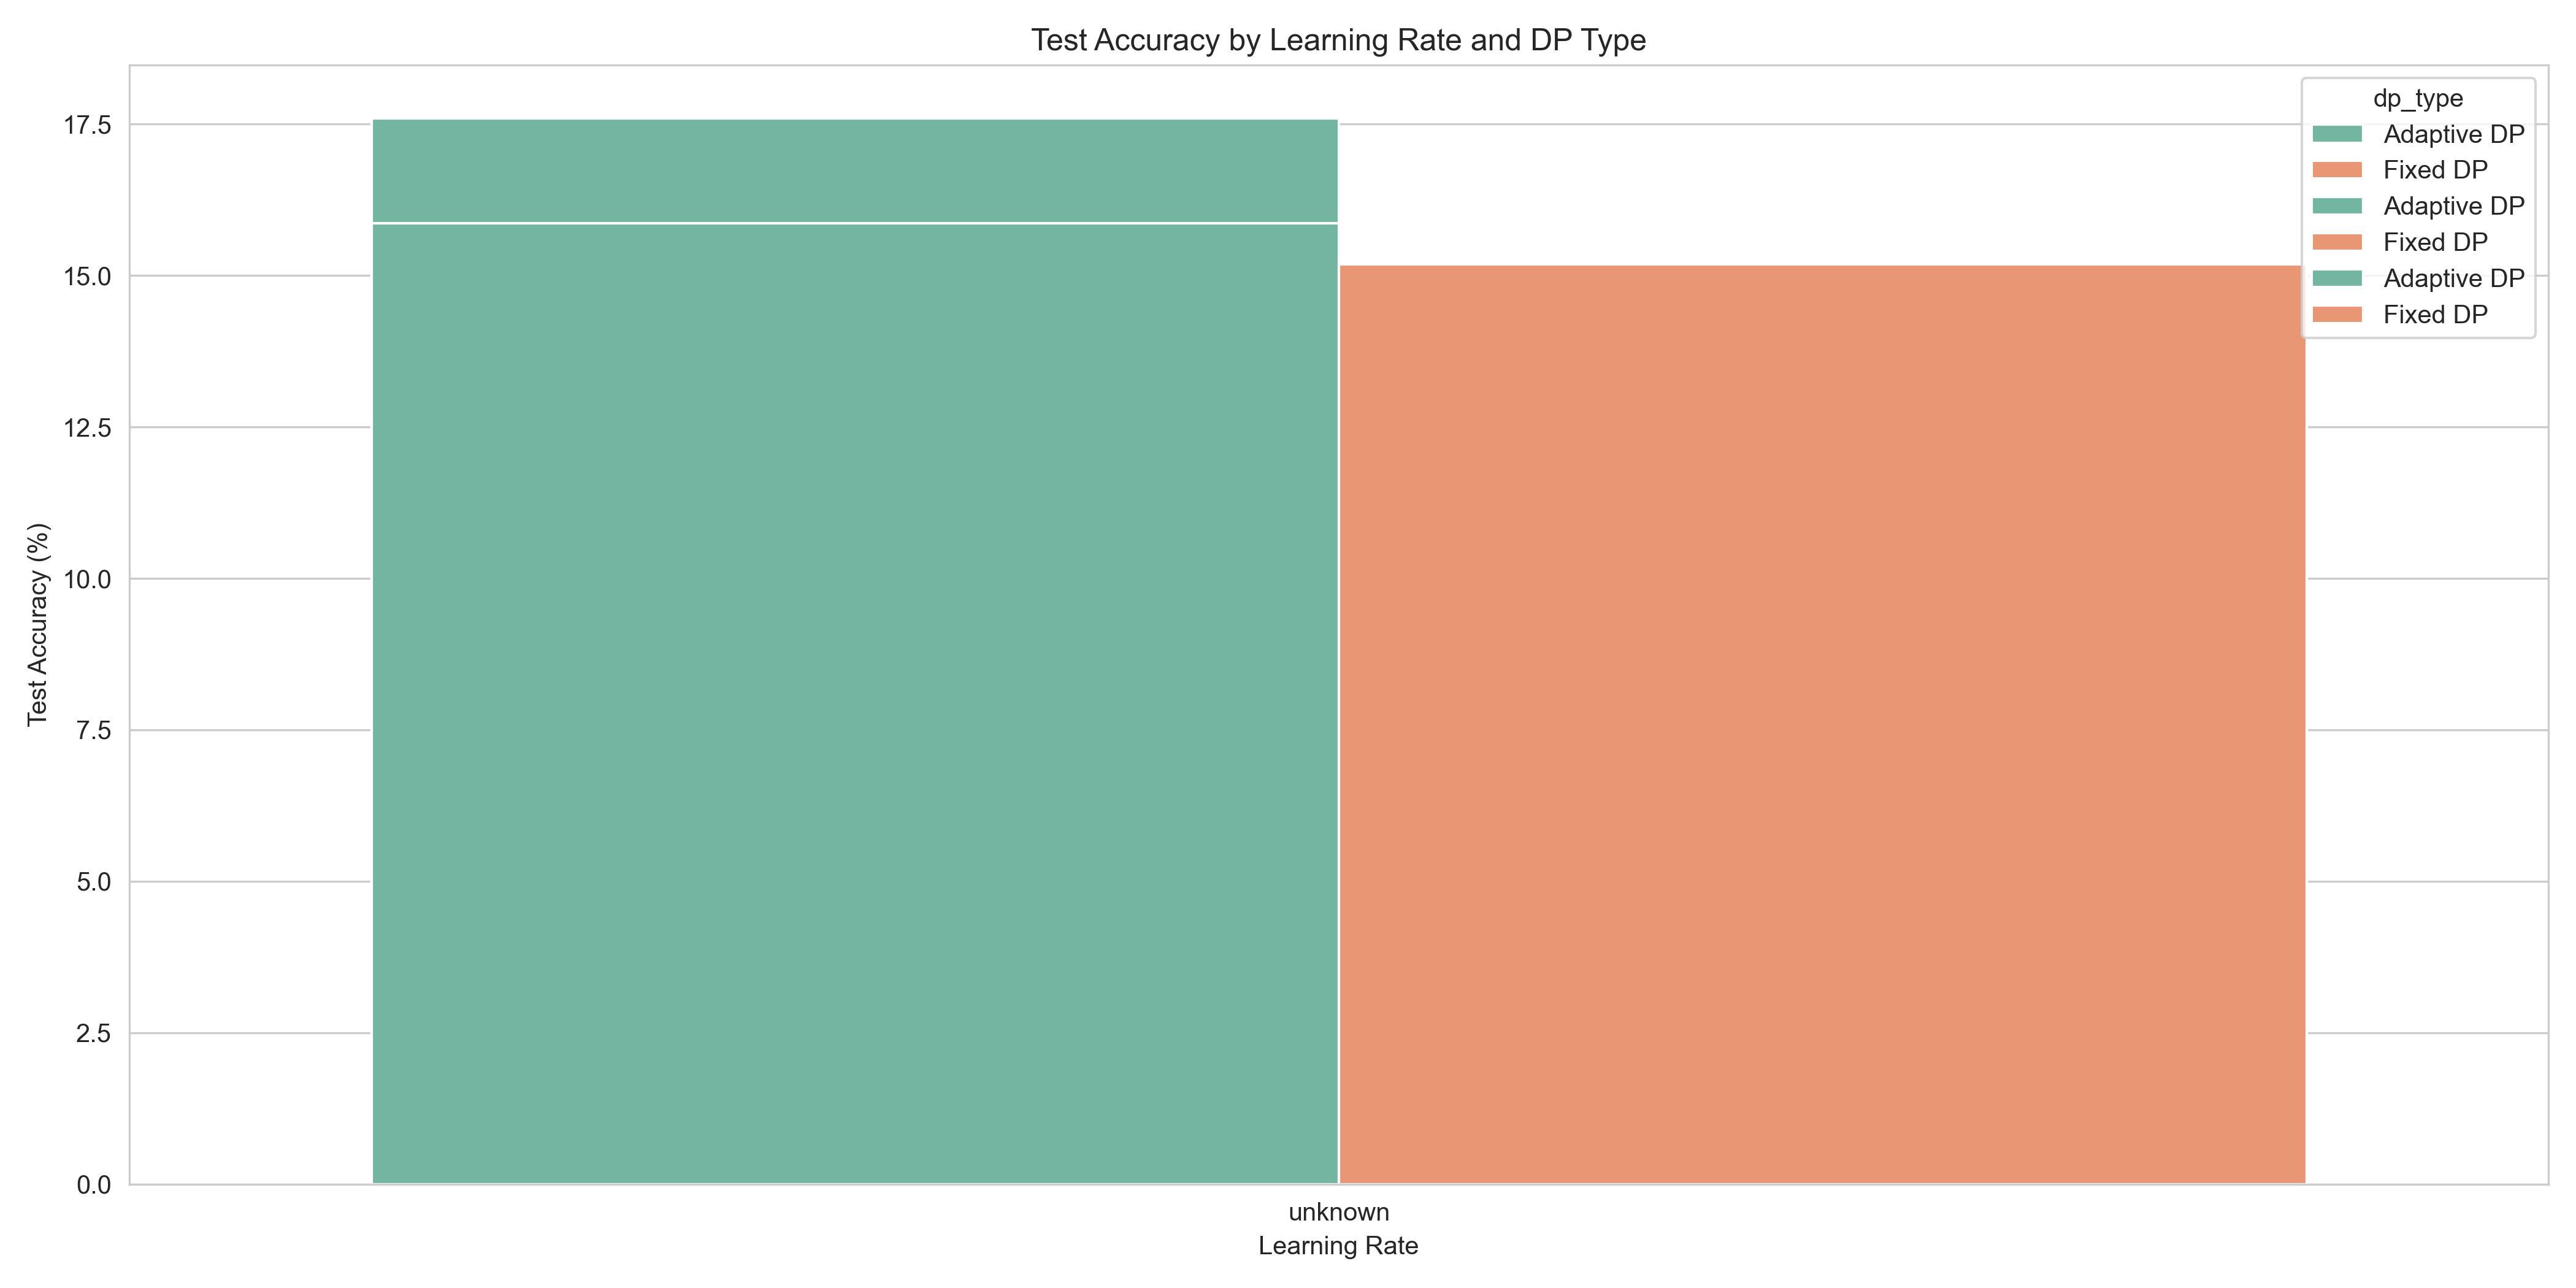 Test Accuracy by Learning Rate and DP Type
dp_type
Adaptive DP
Fixed DP
Adaptive DP
Fixed DP
Adaptive DP
Fixed DP
Test Accuracy (%)
17.5
15.0
12.5
10.0
7.5
5.0
2.5
0.0
unknown
Learning Rate